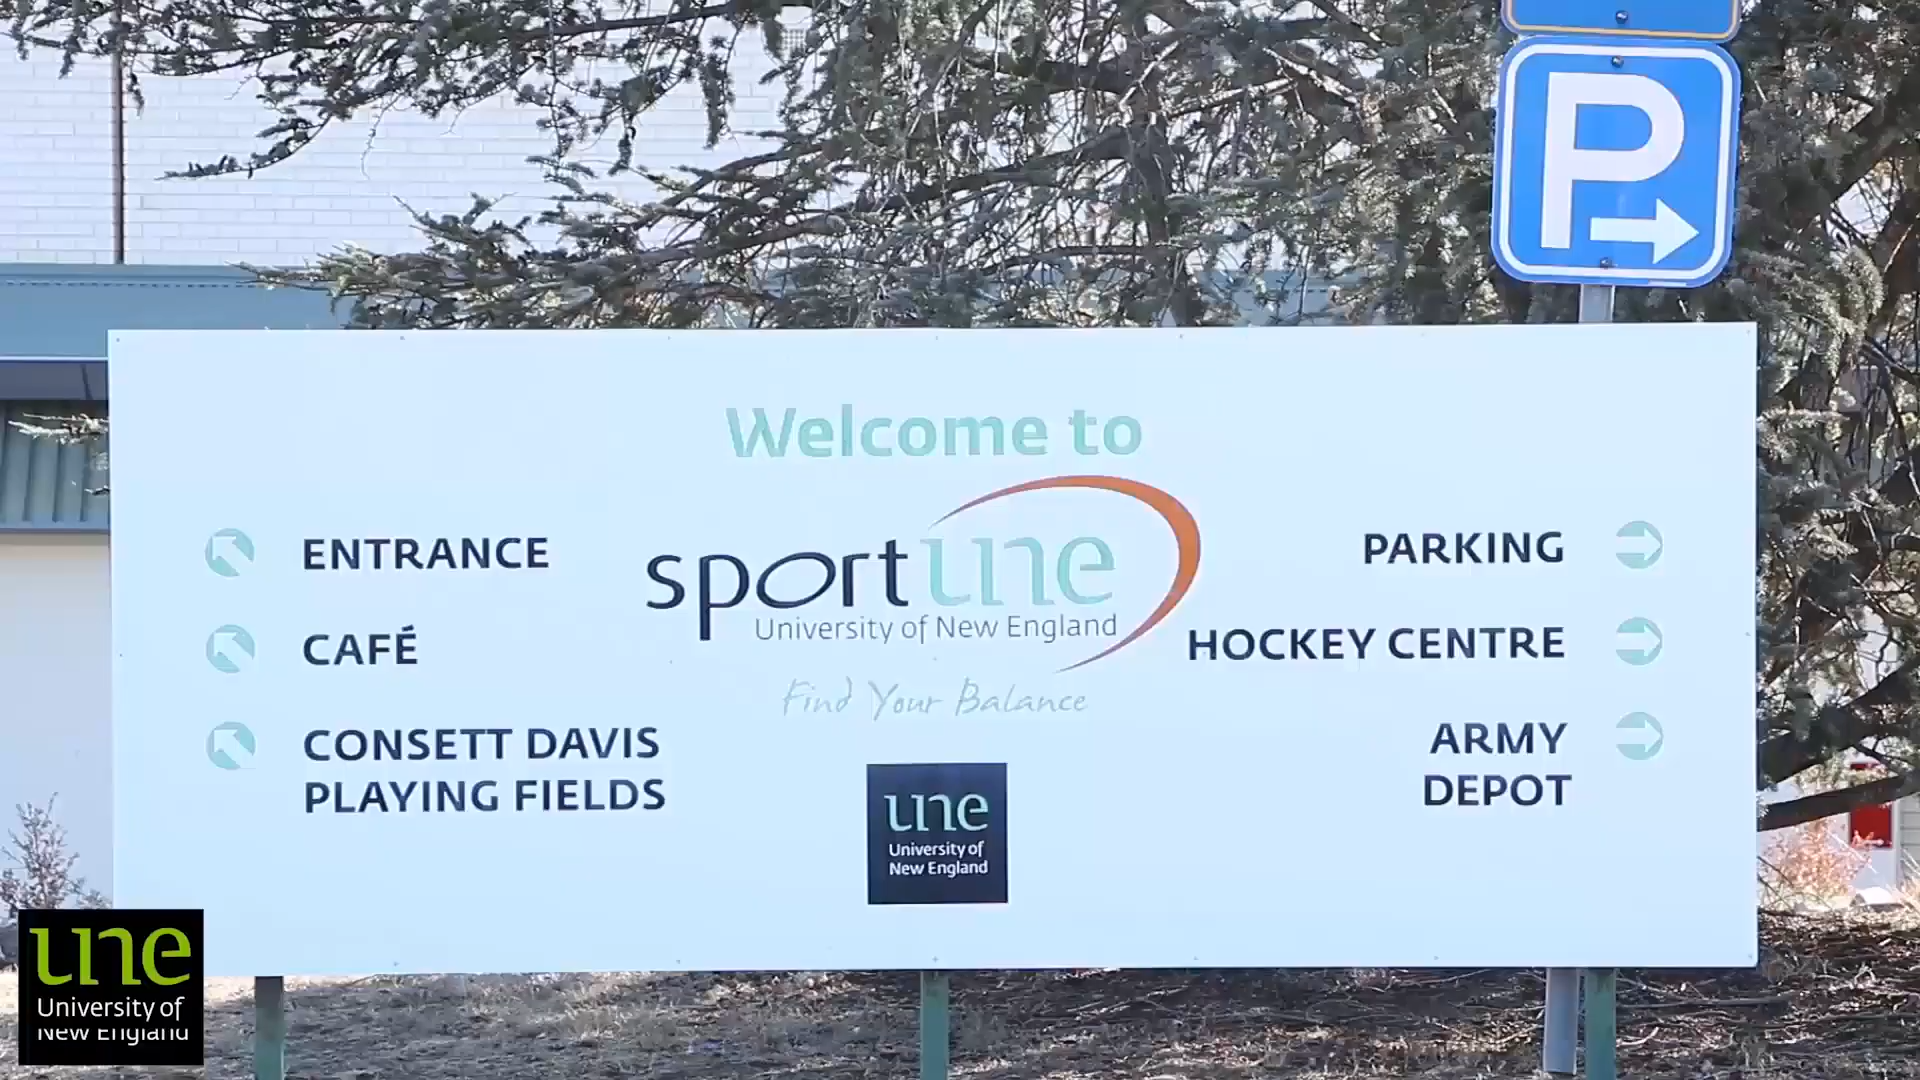 P
Welcome to
sportune
University of New England
Find Your Balance
ENTRANCE
CAFÉ
CONSETT DAVIS
PLAYING FIELDS
PARKING
HOCKEY CENTRE
ARMY
DEPOT
une
University of
New England
une
University of
New England